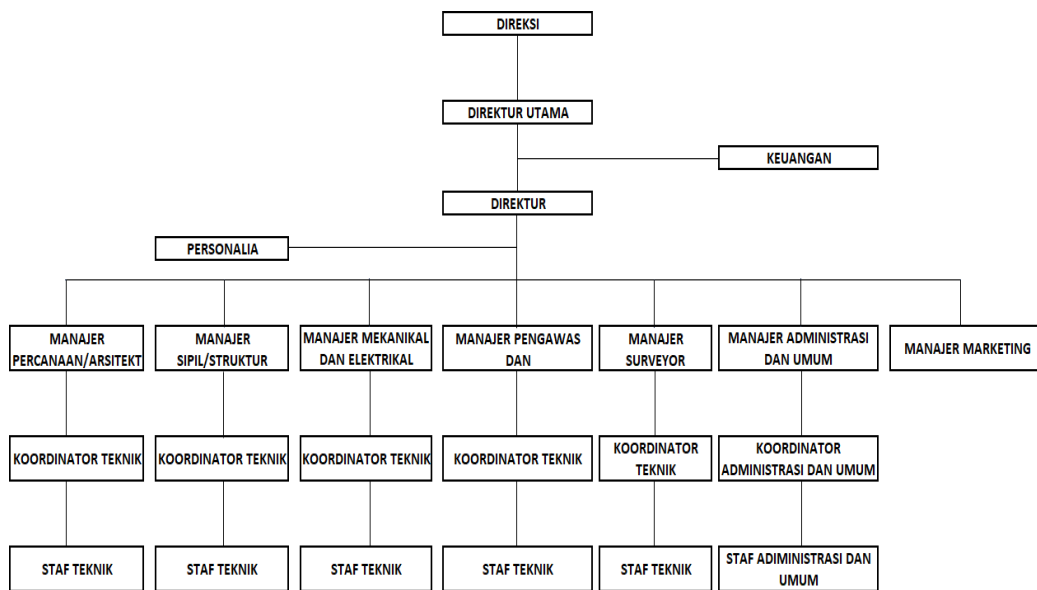 DIREKSI
DIREKTUR UTAMA
KEUANGAN
DIREKTUR
PERSONALIA
MANAJER
PERCANAAN/ARSITEKT
MANAJER
SIPIL/STRUKTUR
MANAJER MEKANIKAL
DAN ELEKTRIKAL
MANAJER PENGAWAS
DAN
MANAJER
SURVEYOR
MANAJER ADMINISTRASI
DAN UMUM
MANAJER MARKETING
KOORDINATOR TEKNIK
KOORDINATOR TEKNIK
KOORDINATOR TEKNIK
KOORDINATOR TEKNIK
KOORDINATOR
TEKNIK
KOORDINATOR
ADMINISTRASI DAN UMUM
STAF TEKNIK
STAF TEKNIK
STAF TEKNIK
STAF TEKNIK
STAF TEKNIK
STAF ADIMINISTRASI DAN
UMUM